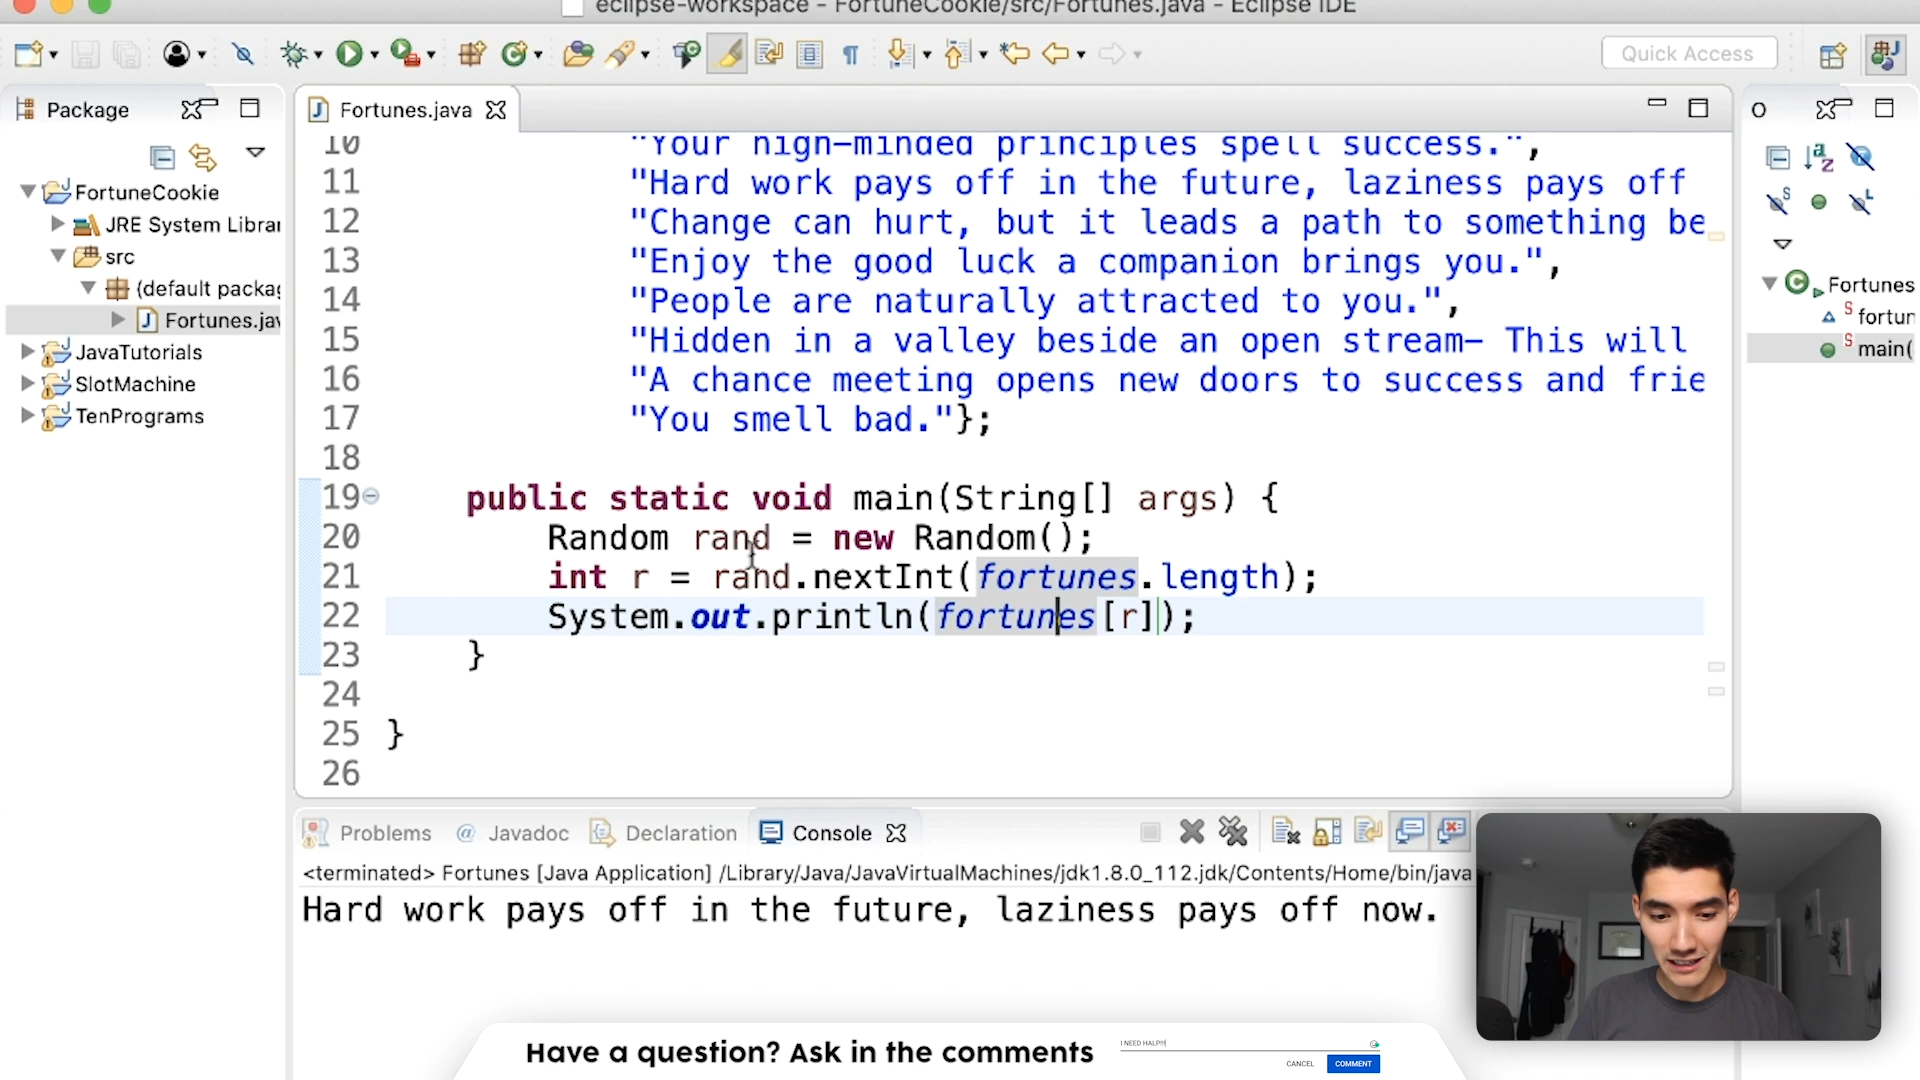 eclipse-workspace - FortuneCookie/src/Fortunes.java - Eclipse IDE
Quick Access
Package
Fortunes.java
O
10 "Your high-minded principles spell success.",
11 "Hard work pays off in the future, laziness pays off
12 "Change can hurt, but it leads a path to something be
13 "Enjoy the good luck a companion brings you.",
14 "People are naturally attracted to you.",
15 "Hidden in a valley beside an open stream- This will
16 "A chance meeting opens new doors to success and frie
17 "You smell bad."};
18
19 public static void main(String[] args) {
20 Random rand = new Random();
21 int r = rand.nextInt(fortunes.length);
22 System.out.println(fortunes[r]);
23 }
24
25 }
26
FortuneCookie
JRE System Librar
src
(default packag
Fortunes.jav
JavaTutorials
SlotMachine
TenPrograms
Fortunes
fortun
main(
Problems
Javadoc
Declaration
Console
<terminated> Fortunes [Java Application] /Library/Java/JavaVirtualMachines/jdk1.8.0_112.jdk/Contents/Home/bin/java
Hard work pays off in the future, laziness pays off now.
Have a question? Ask in the comments
I NEED HALP!!!
CANCEL
COMMENT